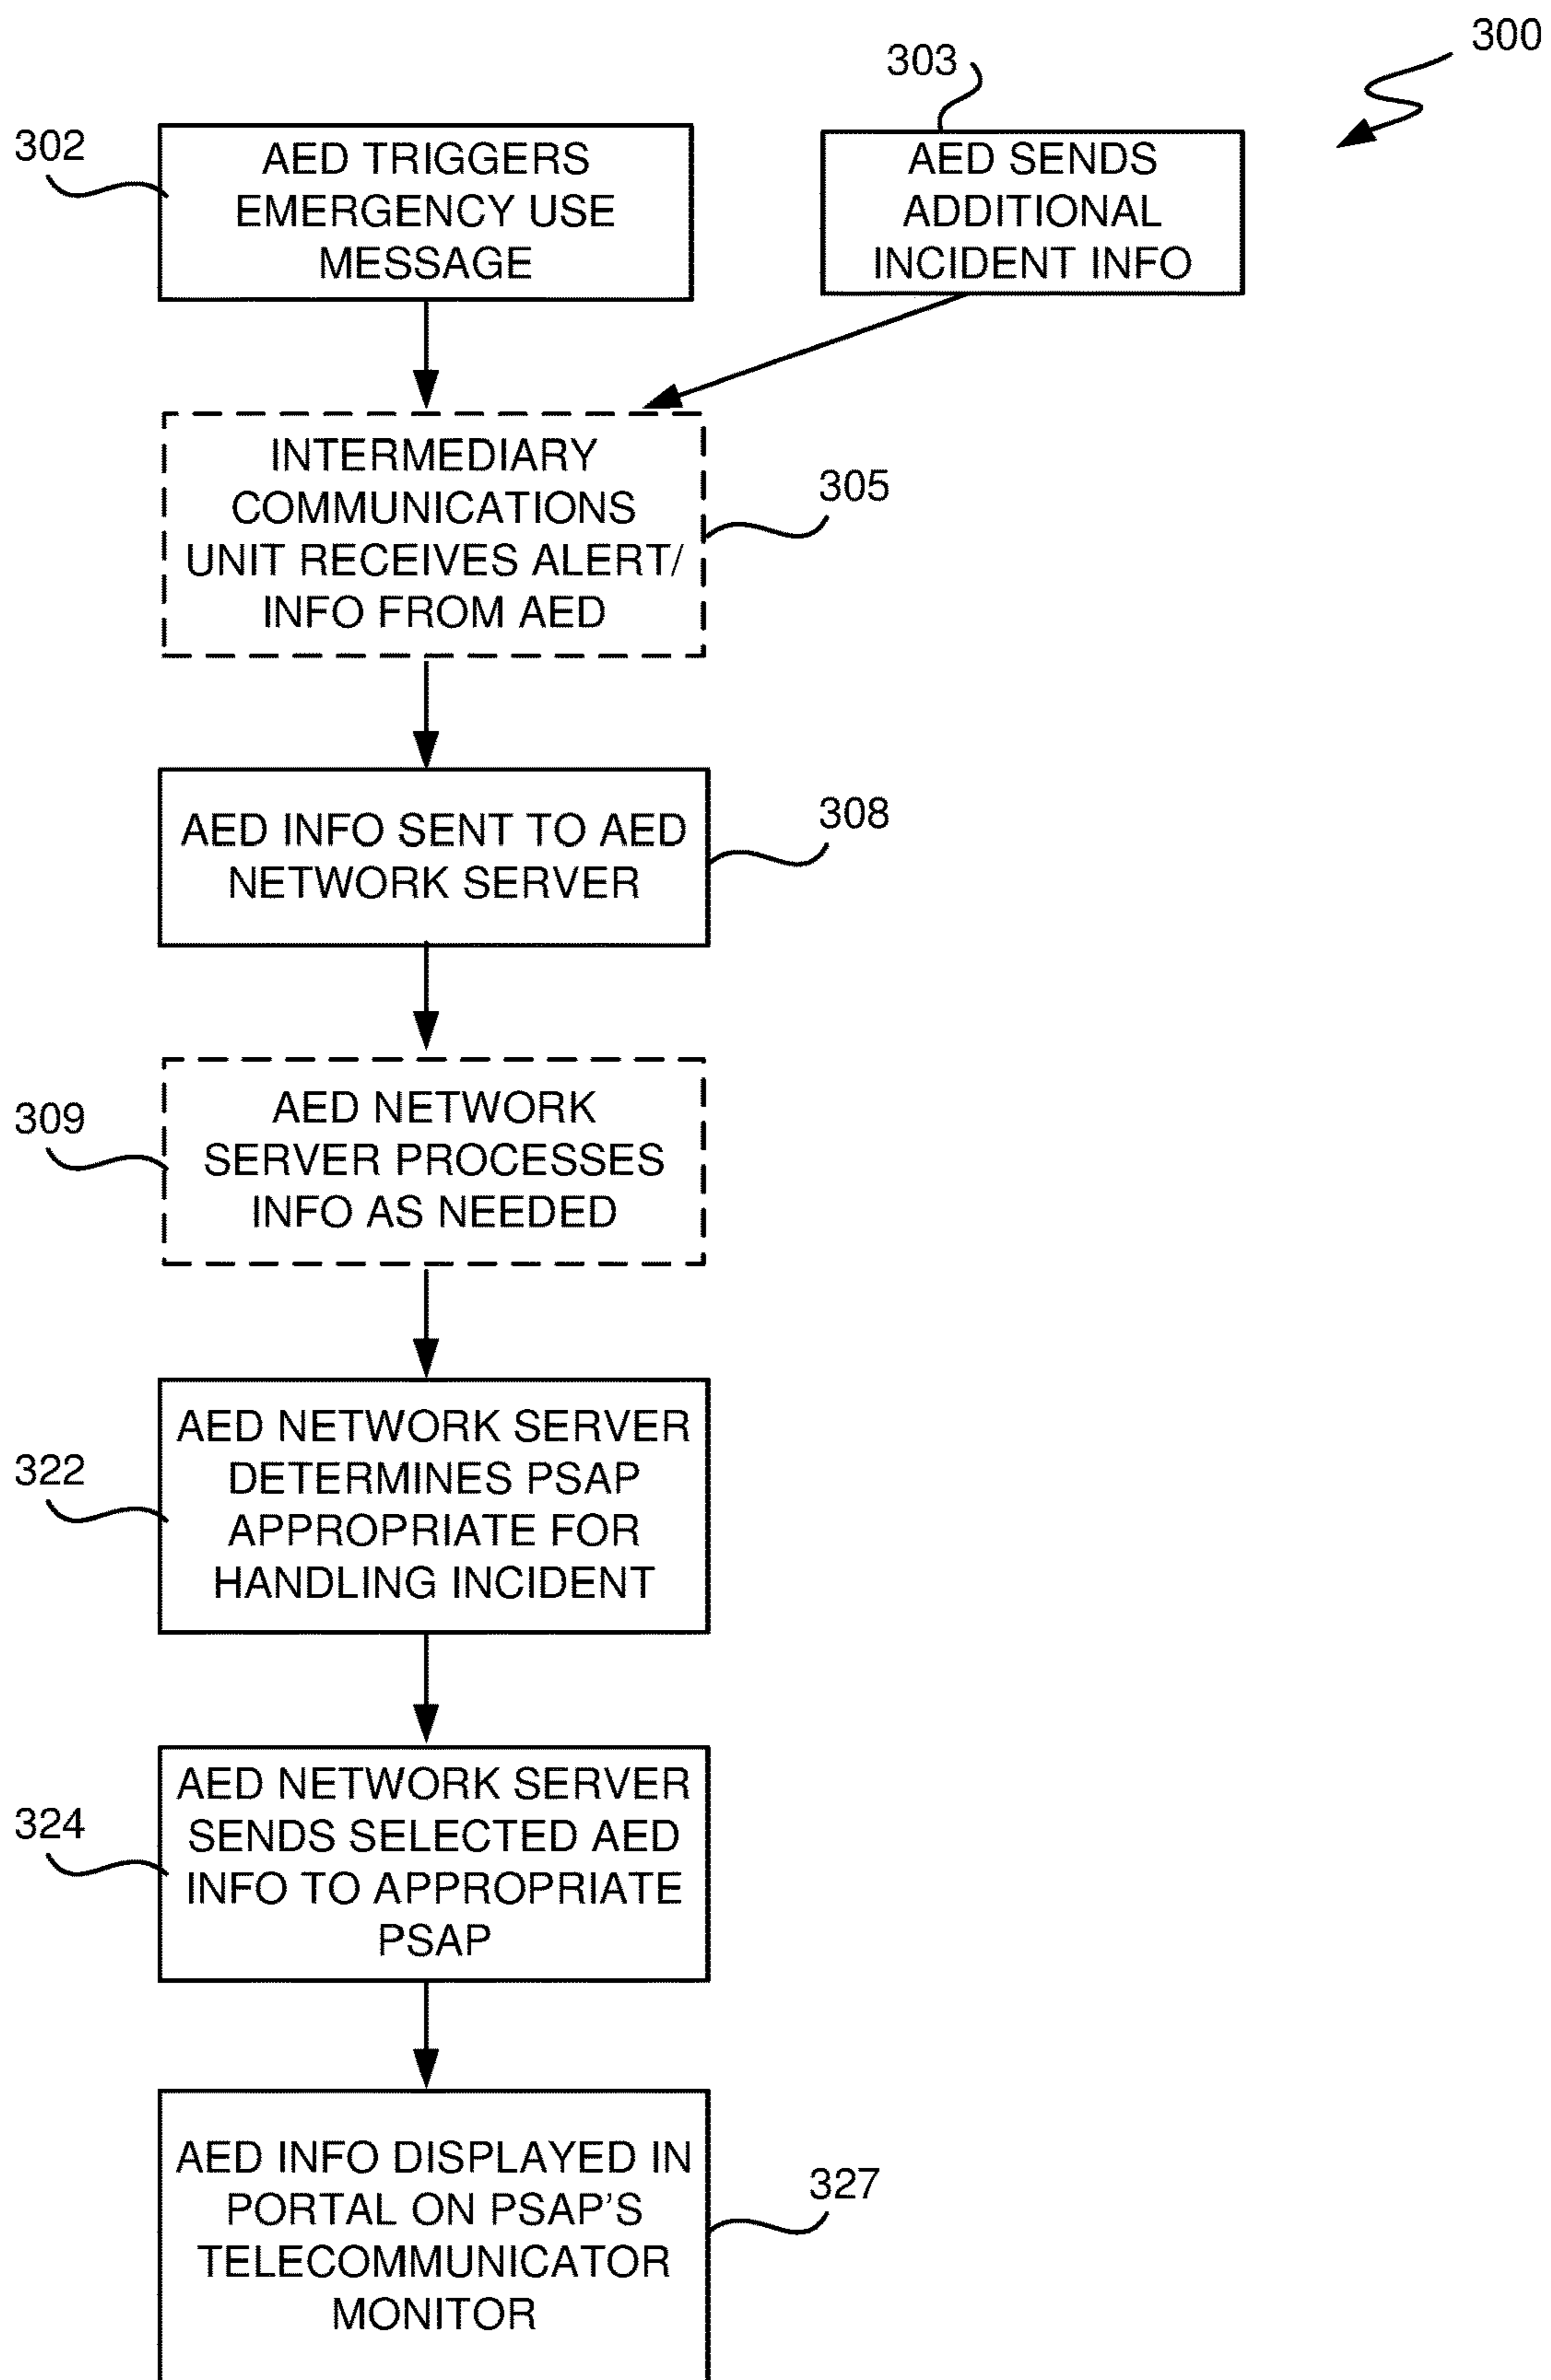 300
303
302
AED TRIGGERS
EMERGENCY USE
MESSAGE
AED SENDS
ADDITIONAL
INCIDENT INFO
INTERMEDIARY
COMMUNICATIONS
UNIT RECEIVES ALERT/
INFO FROM AED
305
AED INFO SENT TO AED
NETWORK SERVER
308
309
AED NETWORK
SERVER PROCESSES
INFO AS NEEDED
322
AED NETWORK SERVER
DETERMINES PSAP
APPROPRIATE FOR
HANDLING INCIDENT
324
AED NETWORK SERVER
SENDS SELECTED AED
INFO TO APPROPRIATE
PSAP
AED INFO DISPLAYED IN
PORTAL ON PSAP'S
TELECOMMUNICATOR
MONITOR
327